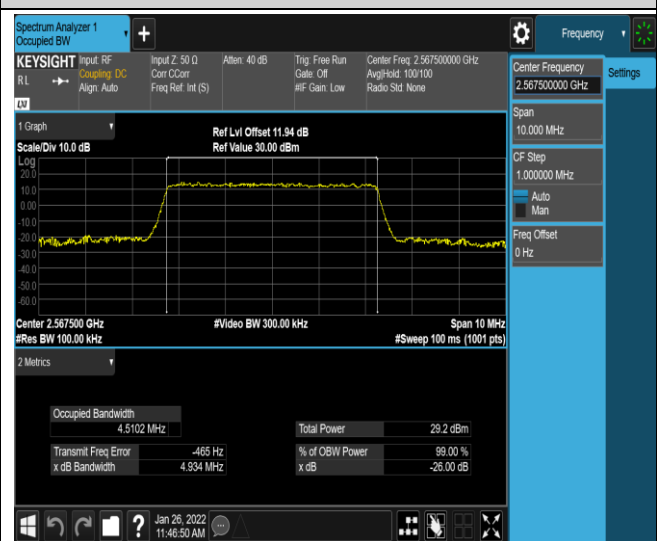 Spectrum Analyzer 1
Occupied BW
Frequency
KEYSIGHT Input: RF
RL
Coupling: DC
Align: Auto
Input Z: 50 Ω
Corr CCorr
Freq Ref: Int (S)
Atten: 40 dB
Trig: Free Run
Gate: Off
#IF Gain: Low
Center Freq: 2.567500000 GHz
Avg|Hold: 100/100
Radio Std: None
LXI
Center Frequency
2.567500000 GHz
Settings
Span
10.000 MHz
CF Step
1.000000 MHz
Auto
Man
Freq Offset
0 Hz
1 Graph
Scale/Div 10.0 dB
Ref Lvl Offset 11.94 dB
Ref Value 30.00 dBm
Log
20.0
10.0
0.00
-10.0
-20.0
-30.0
-40.0
-50.0
-60.0
Center 2.567500 GHz
#Video BW 300.00 kHz
Span 10 MHz
#Res BW 100.00 kHz
#Sweep 100 ms (1001 pts)
2 Metrics
Occupied Bandwidth
4.5102 MHz
Total Power 29.2 dBm
Transmit Freq Error -465 Hz
% of OBW Power 99.00 %
x dB Bandwidth 4.934 MHz
x dB -26.00 dB
Jan 26, 2022
11:46:50 AM